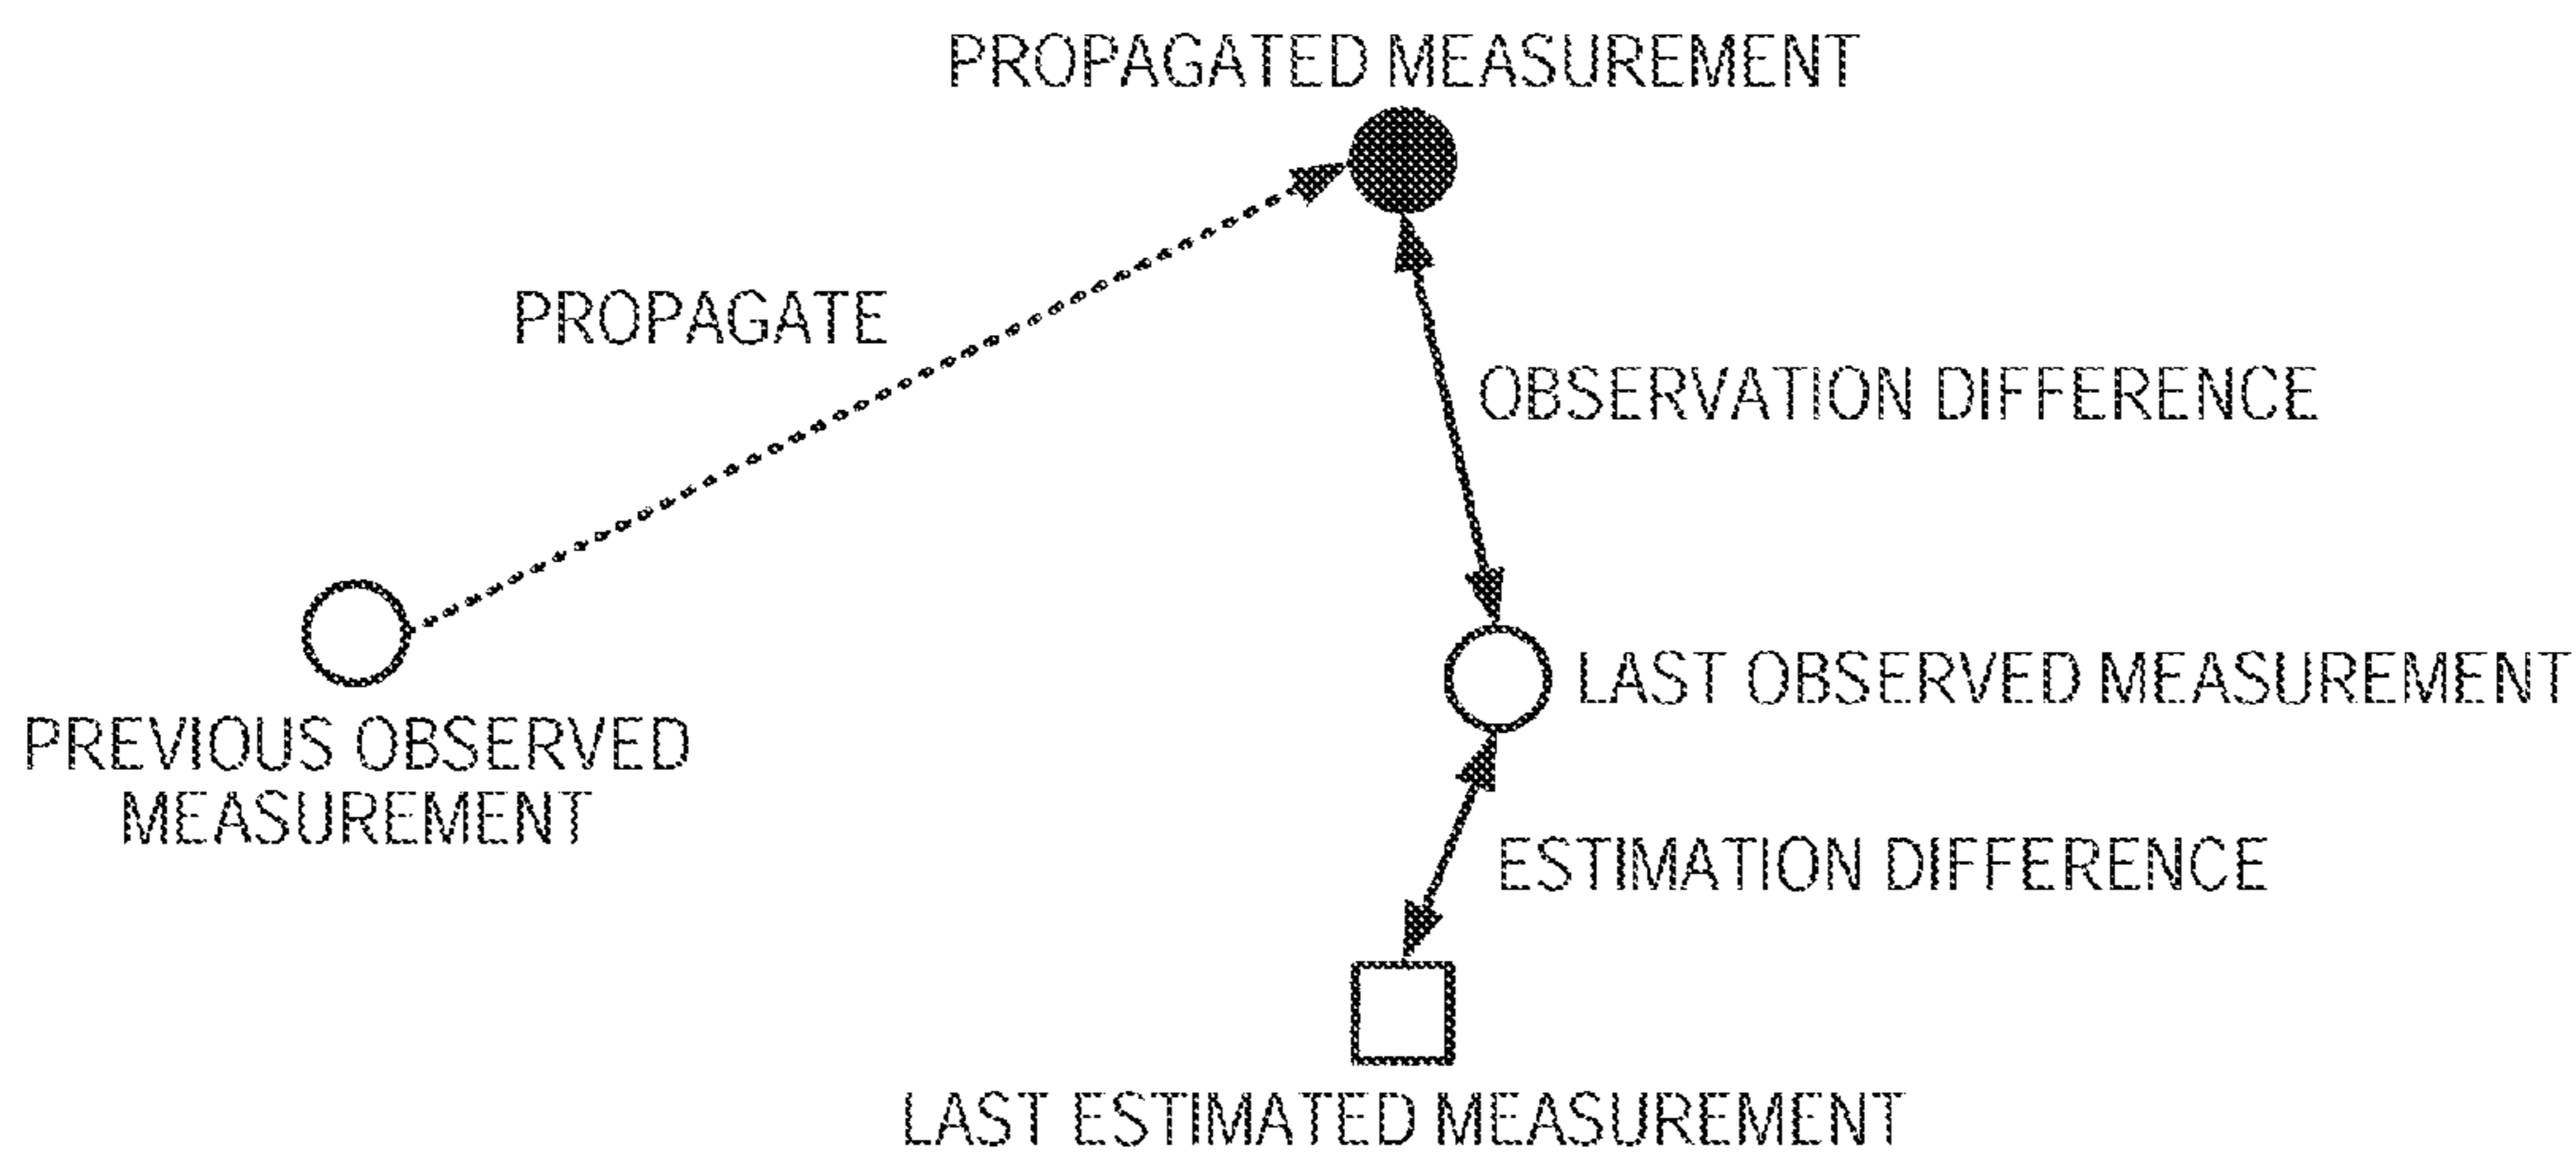 PROPAGATED MEASUREMENT
PROPAGATE
OBSERVATION DIFFERENCE
LAST OBSERVED MEASUREMENT
PREVIOUS OBSERVED
MEASUREMENT
ESTIMATION DIFFERENCE
LAST ESTIMATED MEASUREMENT